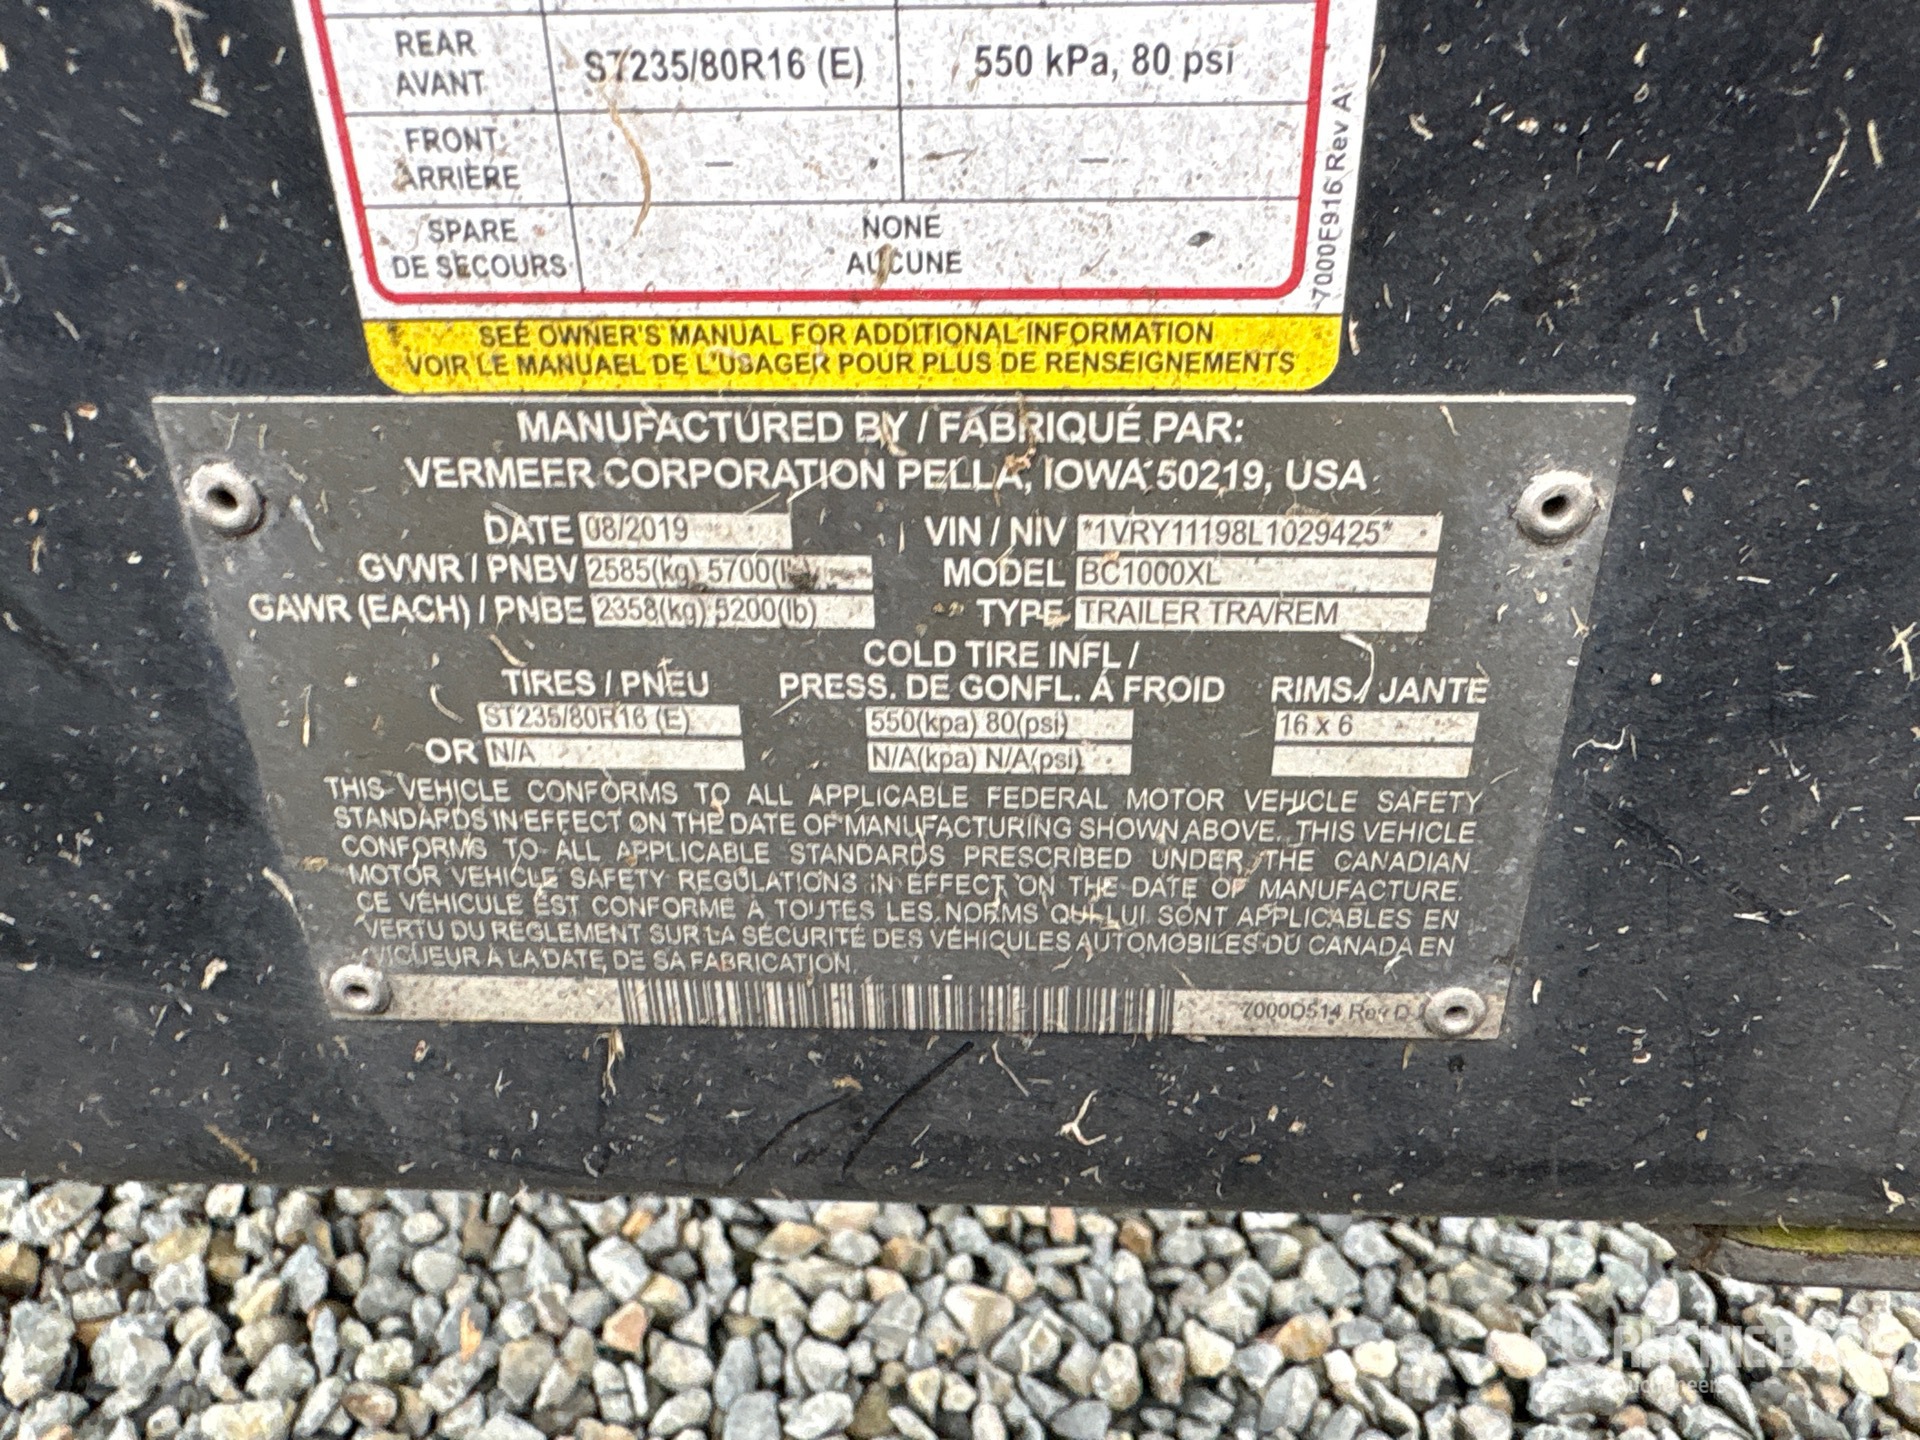 REAR
AVANT
ST235/80R16 (E)
550 kPa, 80 psi
FRONT
ARRIÈRE
—
—
SPARE
DE SECOURS
NONE
AUCUNE
7000F916 Rev A
SEE OWNER'S MANUAL FOR ADDITIONAL INFORMATION
VOIR LE MANUAEL DE L'USAGER POUR PLUS DE RENSEIGNEMENTS
MANUFACTURED BY / FABRIQUÉ PAR:
VERMEER CORPORATION PELLA, IOWA 50219, USA
DATE 08/2019 VIN / NIV *1VRY11198L1029425*
GVWR / PNBV 2585(kg) 5700(lb) MODEL BC1000XL
GAWR (EACH) / PNBE 2358(kg) 5200(lb) TYPE TRAILER TRA/REM
COLD TIRE INFL /
TIRES / PNEU PRESS. DE GONFL. À FROID RIMS / JANTE
ST235/80R16 (E) 550(kpa) 80(psi) 16 x 6
OR N/A N/A(kpa) N/A(psi)
THIS VEHICLE CONFORMS TO ALL APPLICABLE FEDERAL MOTOR VEHICLE SAFETY
STANDARDS IN EFFECT ON THE DATE OF MANUFACTURING SHOWN ABOVE. THIS VEHICLE
CONFORMS TO ALL APPLICABLE STANDARDS PRESCRIBED UNDER THE CANADIAN
MOTOR VEHICLE SAFETY REGULATIONS IN EFFECT ON THE DATE OF MANUFACTURE.
CE VÉHICULE EST CONFORME À TOUTES LES NORMS QUI LUI SONT APPLICABLES EN
VERTU DU RÈGLEMENT SUR LA SÉCURITÉ DES VÉHICULES AUTOMOBILES DU CANADA EN
VIGUEUR À LA DATE DE SA FABRICATION.
7000D514 Rev D